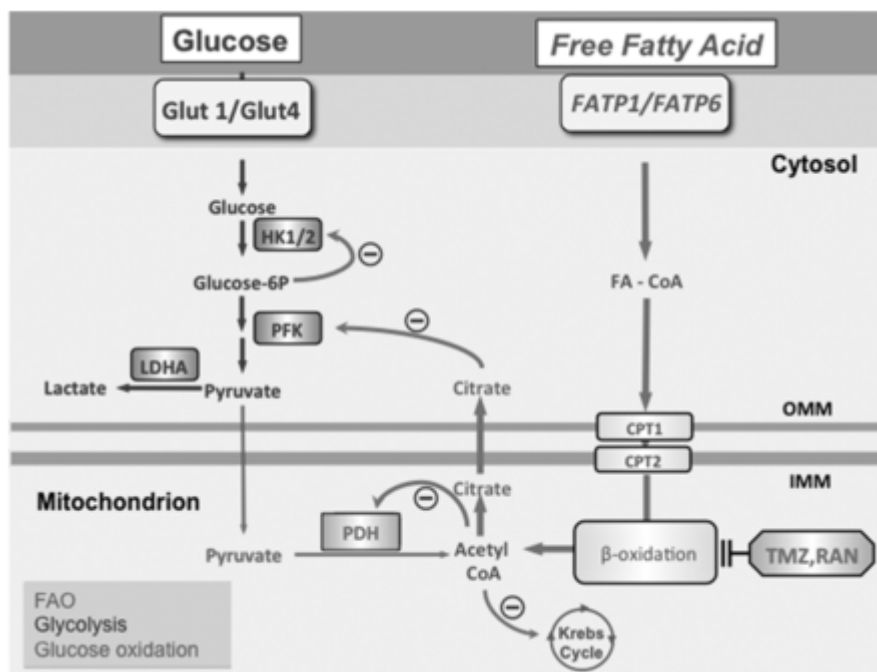 Glucose
Free Fatty Acid
Glut 1/Glut4
FATP1/FATP6
Cytosol
Glucose
HK1/2
Glucose-6P
FA - CoA
PFK
LDHA
Lactate
Pyruvate
Citrate
OMM
CPT1
CPT2
IMM
Mitochondrion
Citrate
PDH
Pyruvate
Acetyl
CoA
β-oxidation
TMZ,RAN
FAO
Glycolysis
Glucose oxidation
Krebs
Cycle